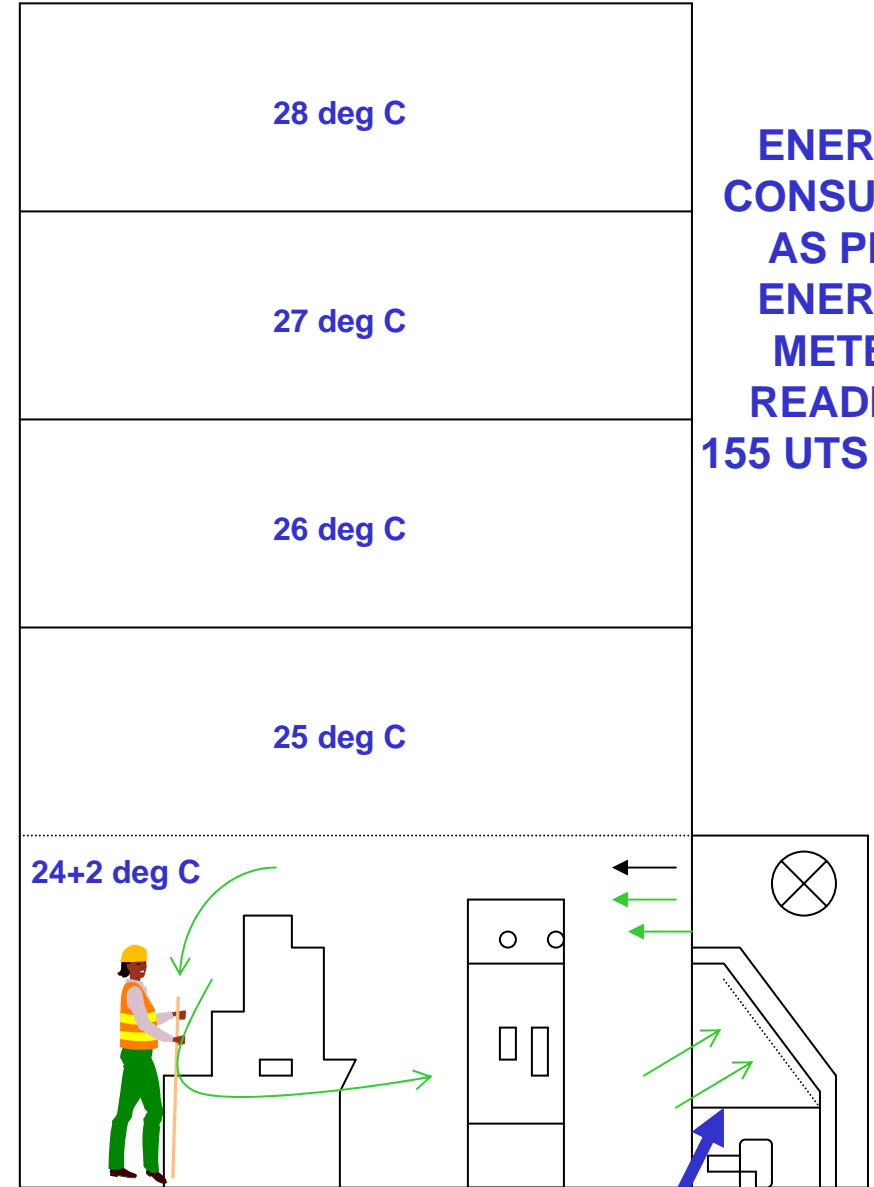 28 deg C
27 deg C
26 deg C
25 deg C
24+2 deg C
ENER
CONSU
AS P
ENER
METE
READ
155 UTS